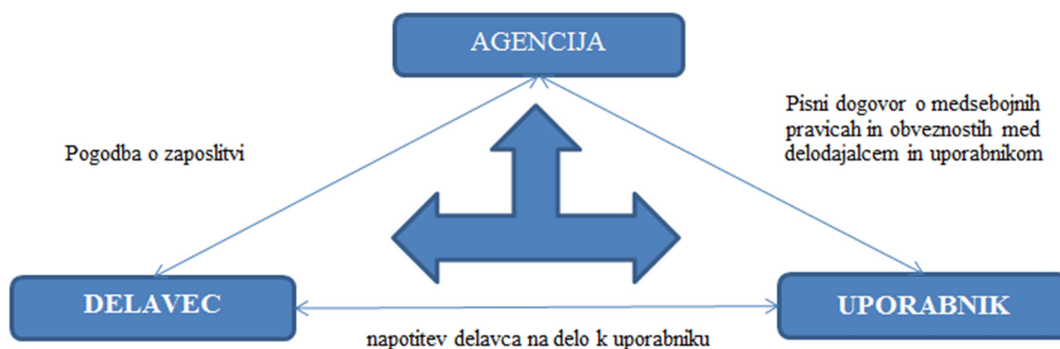 AGENCIJA
Pisni dogovor o medsebojnih
pravicah in obveznostih med
delodajalcem in uporabnikom
Pogodba o zaposlitvi
DELAVEC
UPORABNIK
napotitev delavca na delo k uporabniku